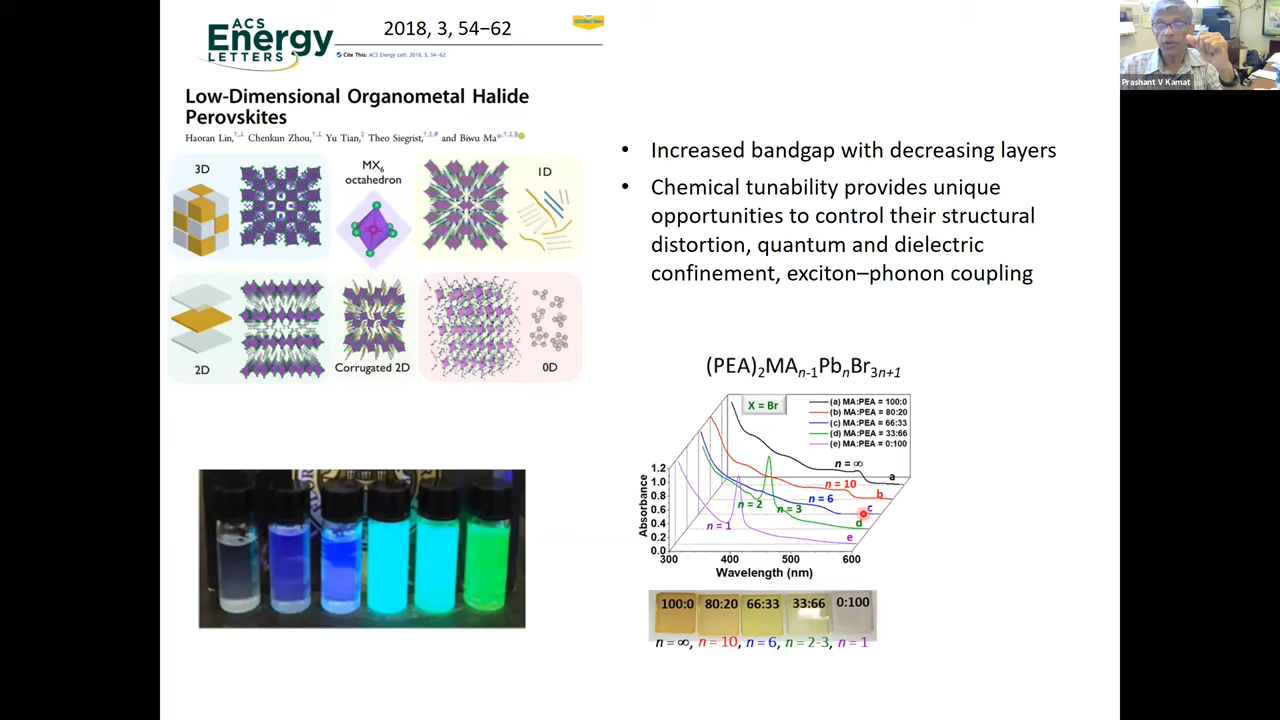 ACS
Energy
LETTERS
2018, 3, 54−62
Cite This: ACS Energy Lett. 2018, 3, 54−62
Prashant V Kamat
Low-Dimensional Organometal Halide
Perovskites
Haoran Lin,†,⊥ Chenkun Zhou,†,⊥ Yu Tian,‡ Theo Siegrist,†,‡,# and Biwu Ma
3D
MX6
octahedron
1D
2D
Corrugated 2D
0D
• Increased bandgap with decreasing layers
• Chemical tunability provides unique
opportunities to control their structural
distortion, quantum and dielectric
confinement, exciton–phonon coupling
(PEA)2MAn-1PbnBr3n+1
X = Br
(a) MA:PEA = 100:0
(b) MA:PEA = 80:20
(c) MA:PEA = 66:33
(d) MA:PEA = 33:66
(e) MA:PEA = 0:100
n = ∞
a
n = 10
b
n = 6
c
n = 2
n = 3
d
n = 1
e
Absorbance
1.2
1.0
0.8
0.6
0.4
0.2
0.0
300 400 500 600
Wavelength (nm)
100:0 80:20 66:33 33:66 0:100
n = ∞, n = 10, n = 6, n = 2-3, n = 1